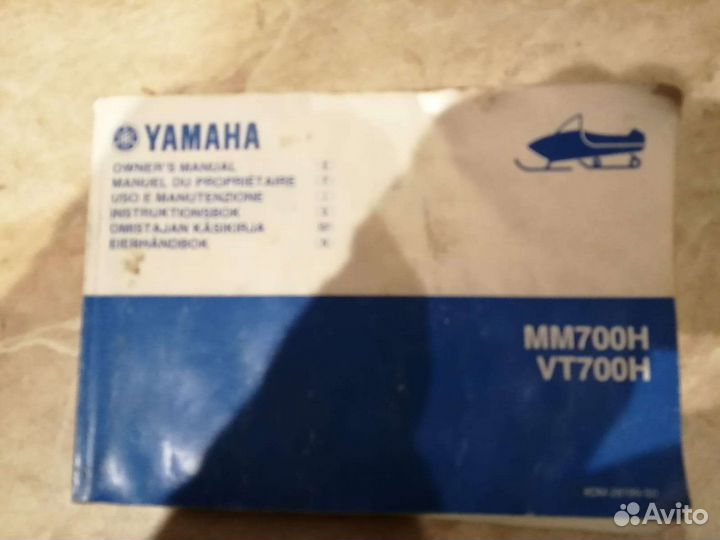 YAMAHA
OWNER'S MANUAL
MANUEL DU PROPRIÉTAIRE
USO E MANUTENZIONE
INSTRUKTIONSBOK
OMISTAJAN KÄSIKIRJA
EIERHÅNDBOK
MM700H
VT700H
Avito